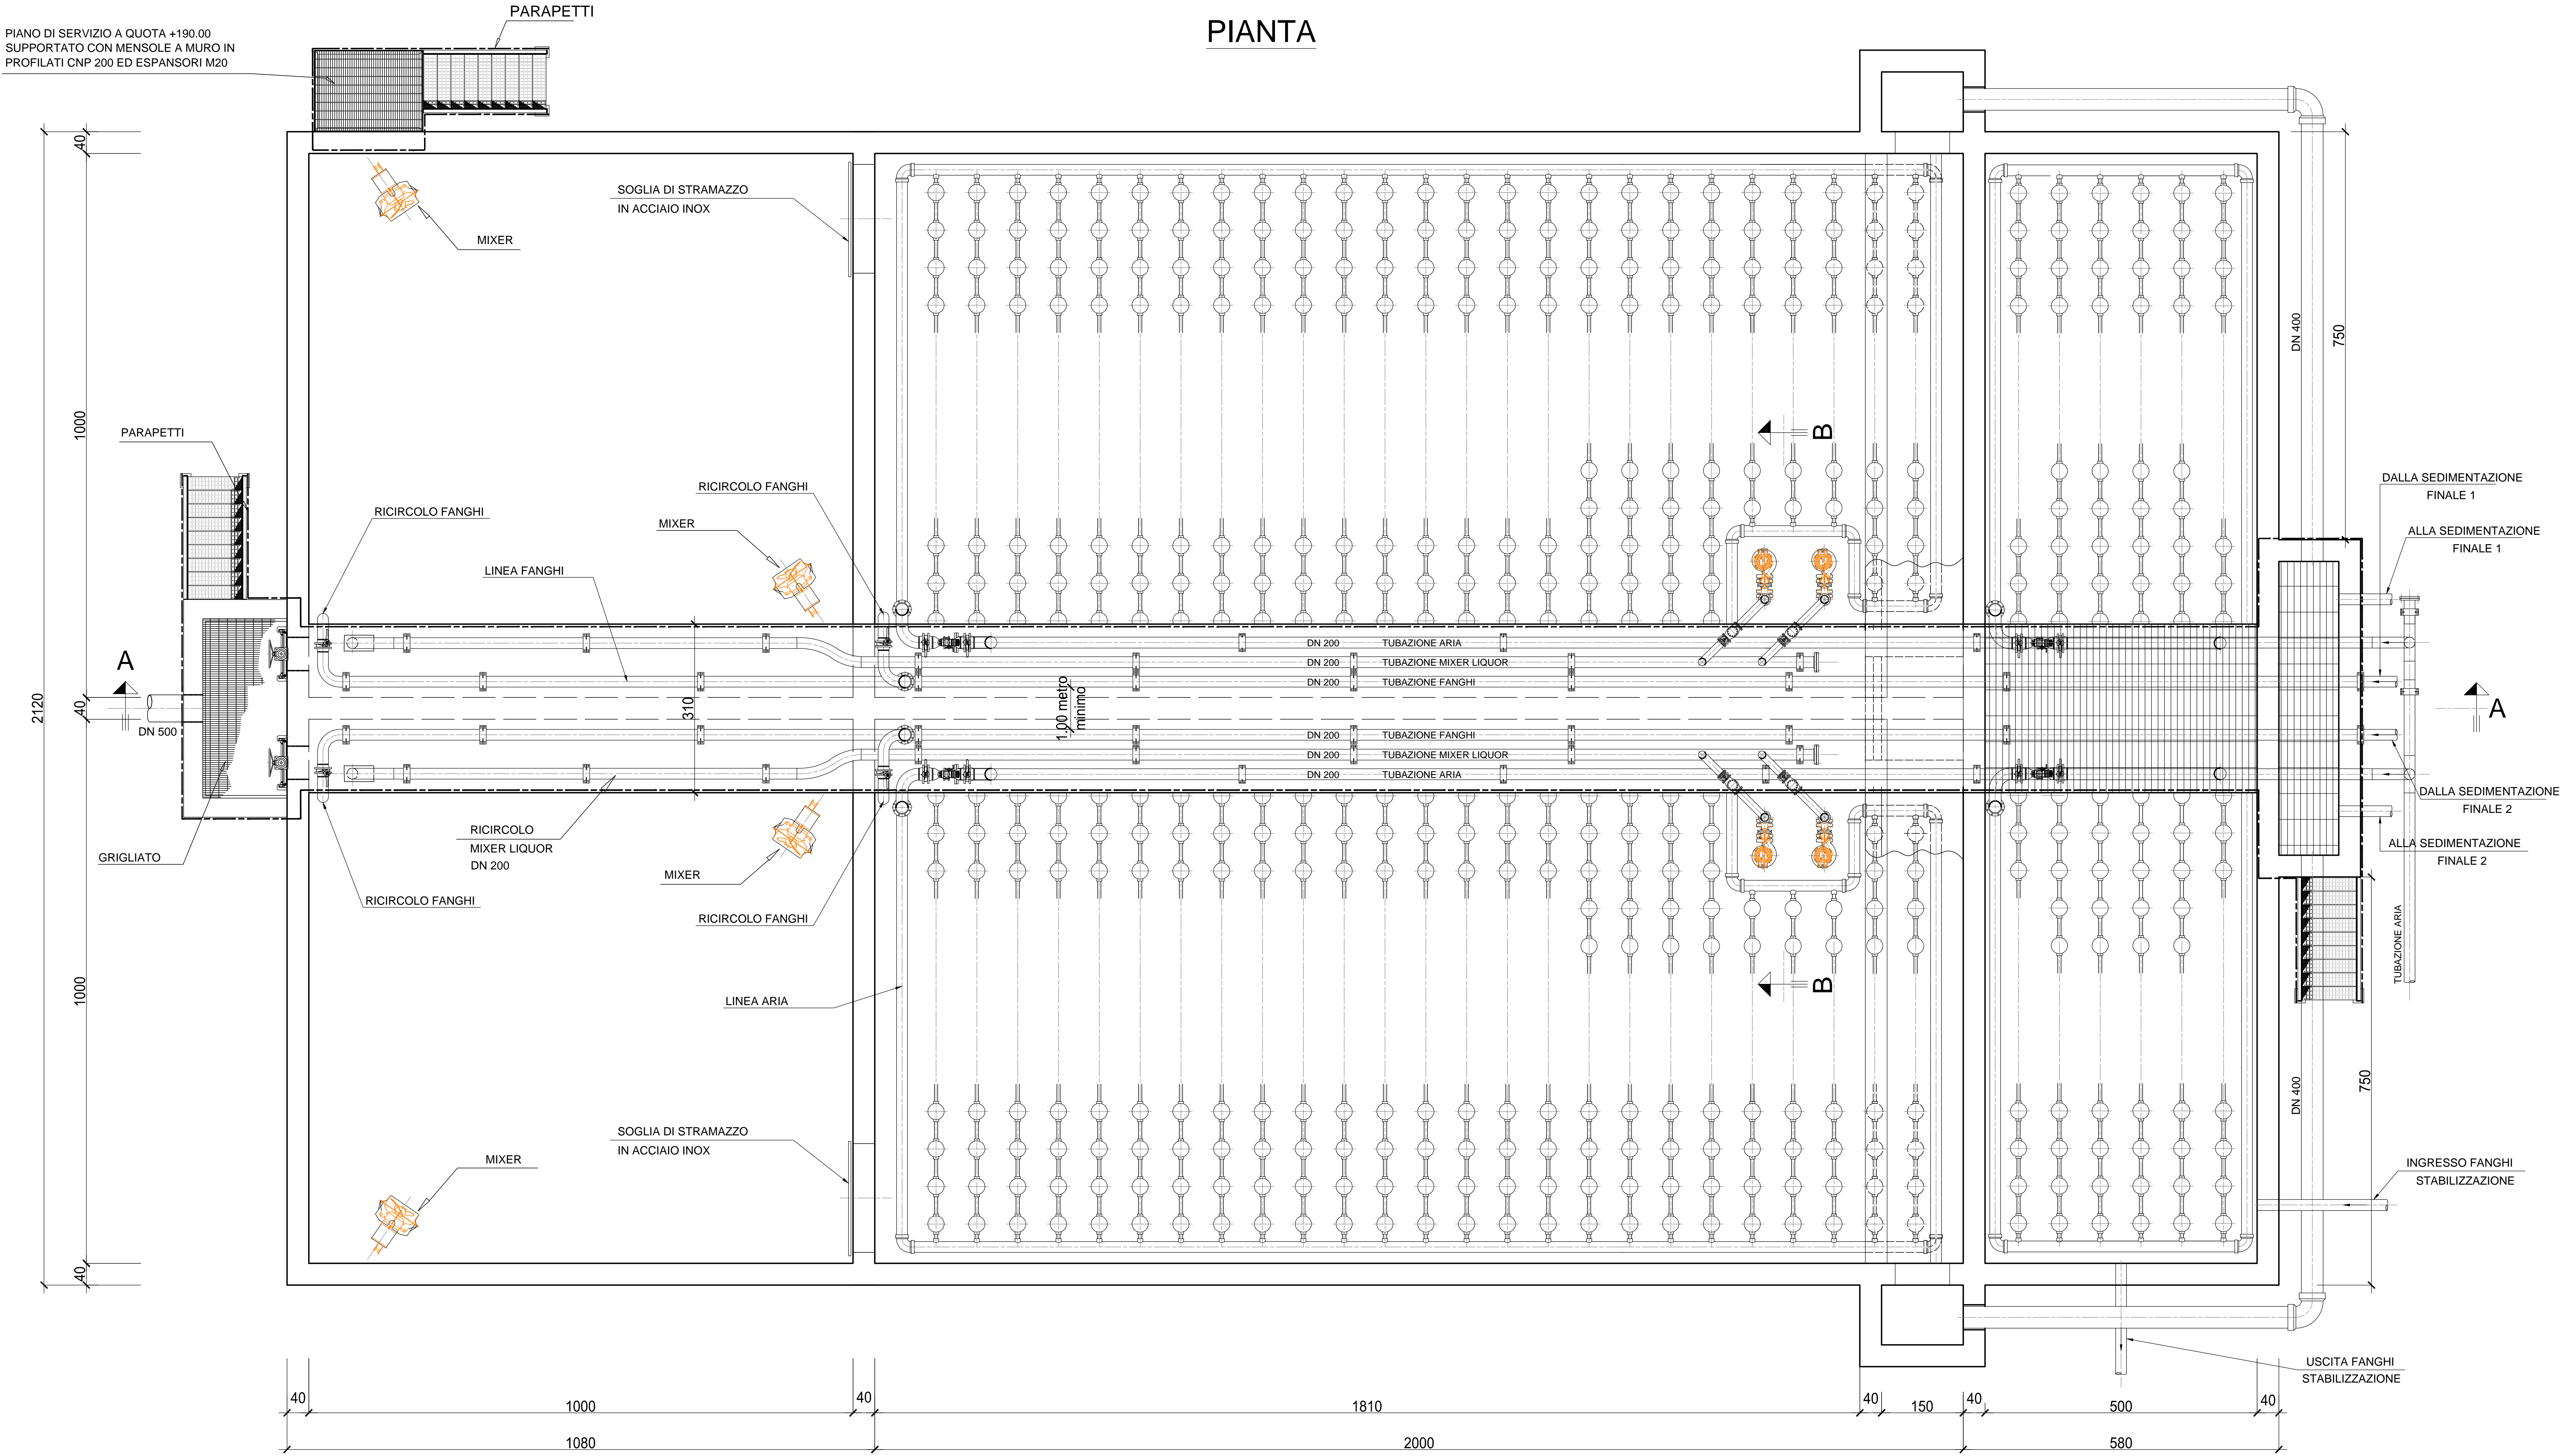 PIANTA
PARAPETTI
PIANO DI SERVIZIO A QUOTA +190.00
SUPPORTATO CON MENSOLE A MURO IN
PROFILATI CNP 200 ED ESPANSORI M20
40
1000
40
1000
40
2120
SOGLIA DI STRAMAZZO
IN ACCIAIO INOX
MIXER
DN 400
750
PARAPETTI
B
RICIRCOLO FANGHI
RICIRCOLO FANGHI
MIXER
LINEA FANGHI
DALLA SEDIMENTAZIONE
FINALE 1
ALLA SEDIMENTAZIONE
FINALE 1
A
DN 500
310
1.00 metro
minimo
DN 200 TUBAZIONE ARIA
DN 200 TUBAZIONE MIXER LIQUOR
DN 200 TUBAZIONE FANGHI
DN 200 TUBAZIONE FANGHI
DN 200 TUBAZIONE MIXER LIQUOR
DN 200 TUBAZIONE ARIA
A
DALLA SEDIMENTAZIONE
FINALE 2
ALLA SEDIMENTAZIONE
FINALE 2
GRIGLIATO
RICIRCOLO
MIXER LIQUOR
DN 200
MIXER
RICIRCOLO FANGHI
RICIRCOLO FANGHI
TUBAZIONE ARIA
B
LINEA ARIA
DN 400
750
SOGLIA DI STRAMAZZO
IN ACCIAIO INOX
MIXER
INGRESSO FANGHI
STABILIZZAZIONE
USCITA FANGHI
STABILIZZAZIONE
40
1000
40
1810
40
150
40
500
40
1080
2000
580